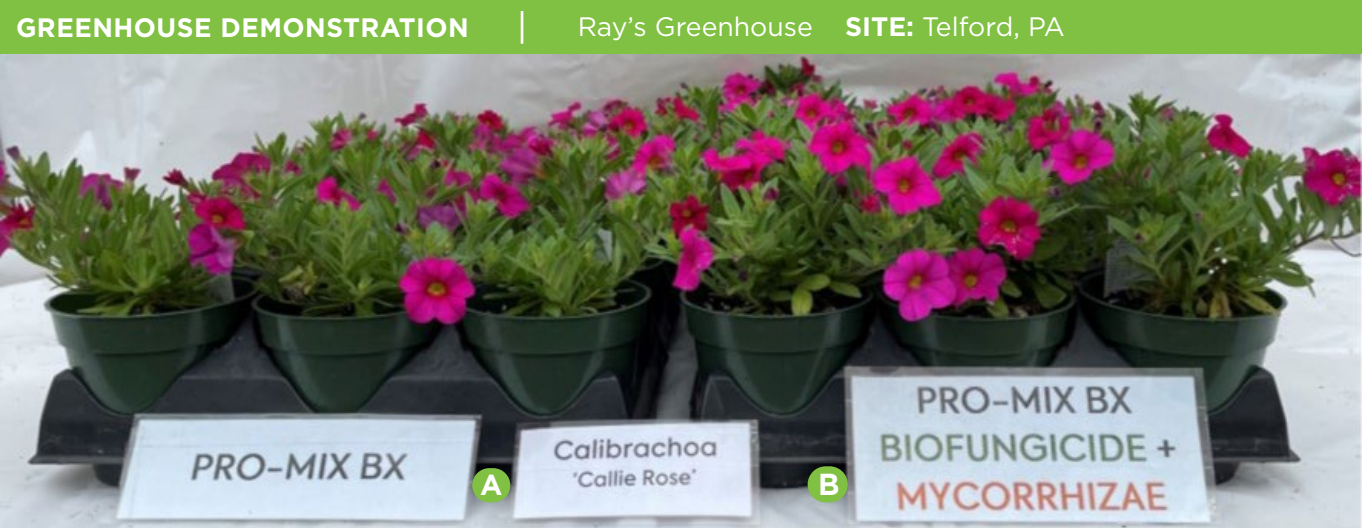 GREENHOUSE DEMONSTRATION | Ray's Greenhouse SITE: Telford, PA
PRO-MIX BX
A
Calibrachoa
'Callie Rose'
B
PRO-MIX BX
BIOFUNGICIDE +
MYCORRHIZAE